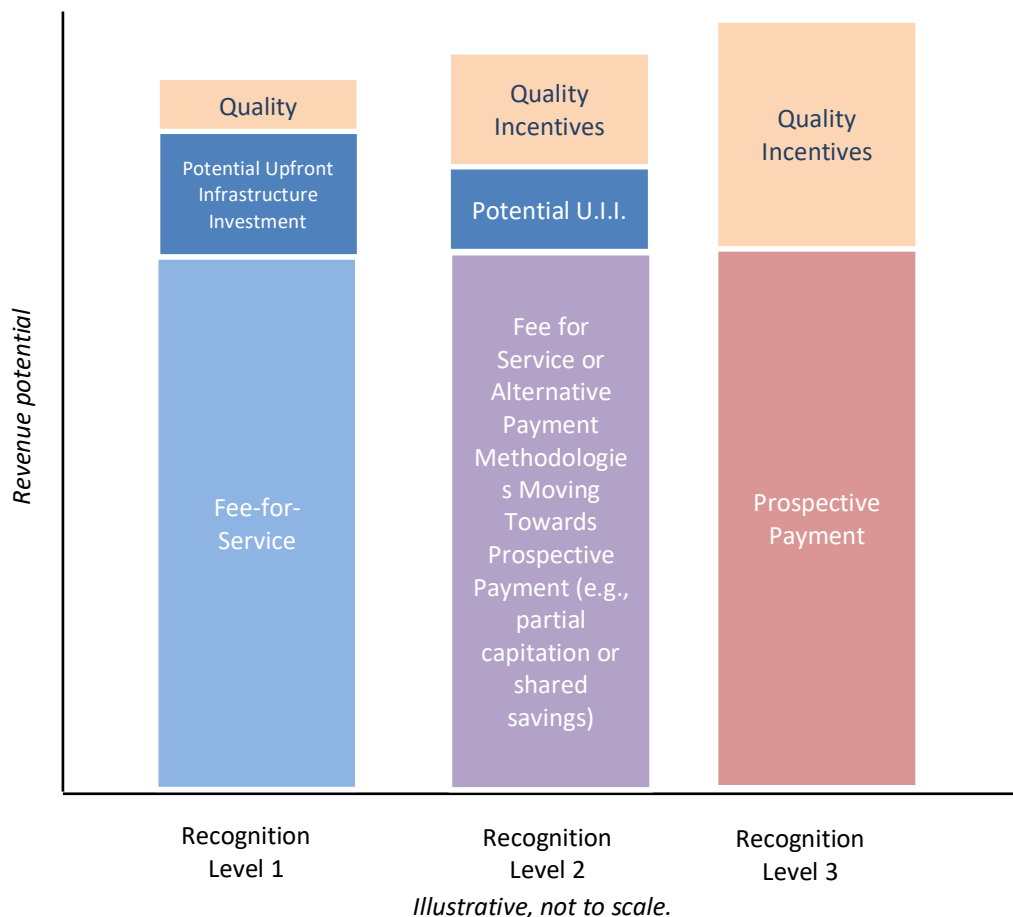 Revenue potential
Quality
Potential Upfront
Infrastructure
Investment
Fee-for-
Service
Quality
Incentives
Potential U.I.I.
Fee for
Service or
Alternative
Payment
Methodologie
s Moving
Towards
Prospective
Payment (e.g.,
partial
capitation or
shared
savings)
Quality
Incentives
Prospective
Payment
Recognition
Level 1
Recognition
Level 2
Recognition
Level 3
Illustrative, not to scale.